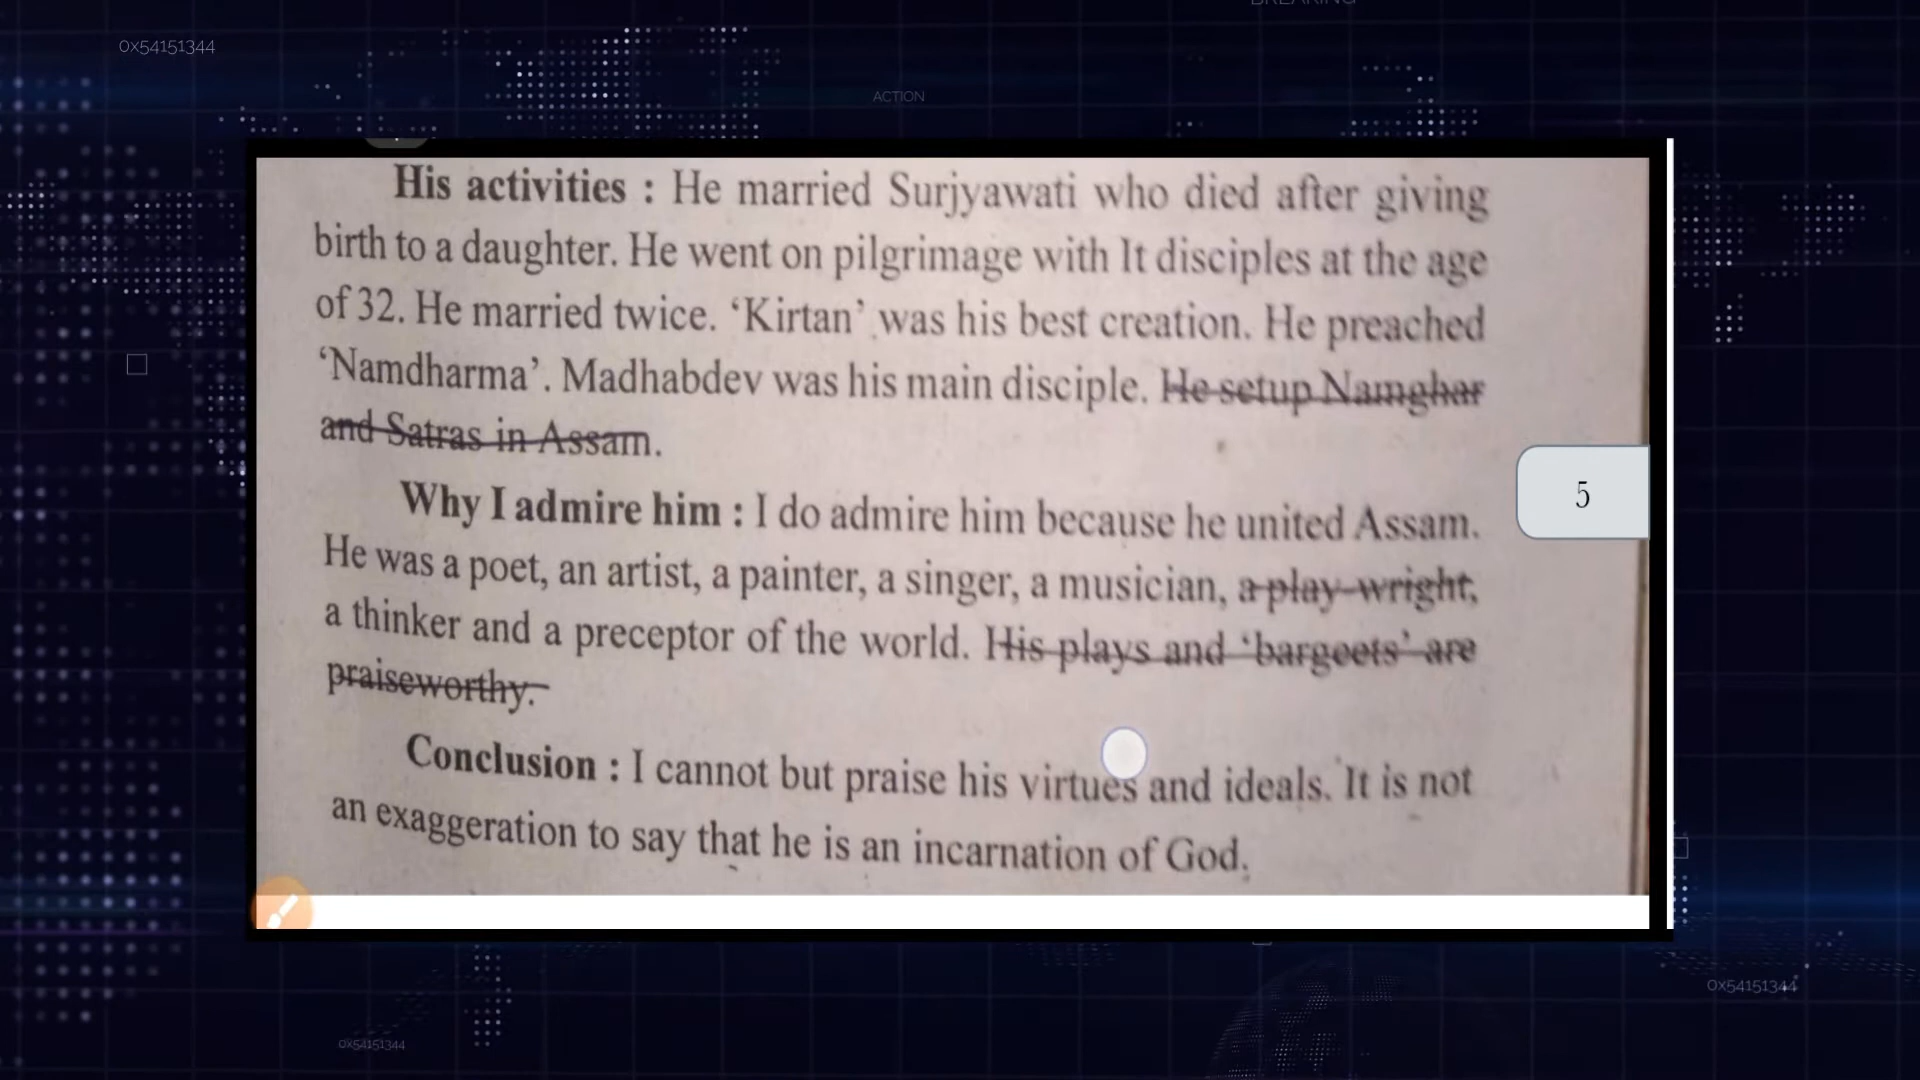 BREAKING
0x54151344
ACTION
His activities : He married Surjyawati who died after giving
birth to a daughter. He went on pilgrimage with It disciples at the age
of 32. He married twice. ‘Kirtan’ was his best creation. He preached
‘Namdharma’. Madhabdev was his main disciple. He setup Namghar
and Satras in Assam.
Why I admire him : I do admire him because he united Assam.
5
He was a poet, an artist, a painter, a singer, a musician, a play-wright,
a thinker and a preceptor of the world. His plays and ‘bargeets’ are
praiseworthy.
Conclusion : I cannot but praise his virtues and ideals. It is not
an exaggeration to say that he is an incarnation of God.
0x54151344
0x54151344